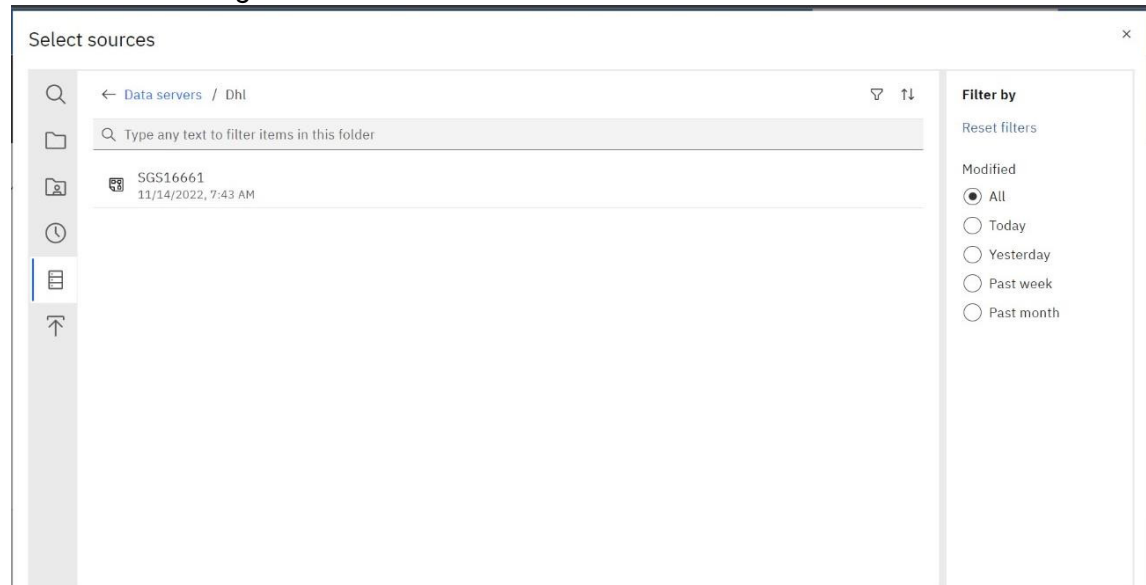 Select sources
← Data servers / Dhl
Type any text to filter items in this folder
SGS16661
11/14/2022, 7:43 AM
Filter by
Reset filters
Modified
All
Today
Yesterday
Past week
Past month